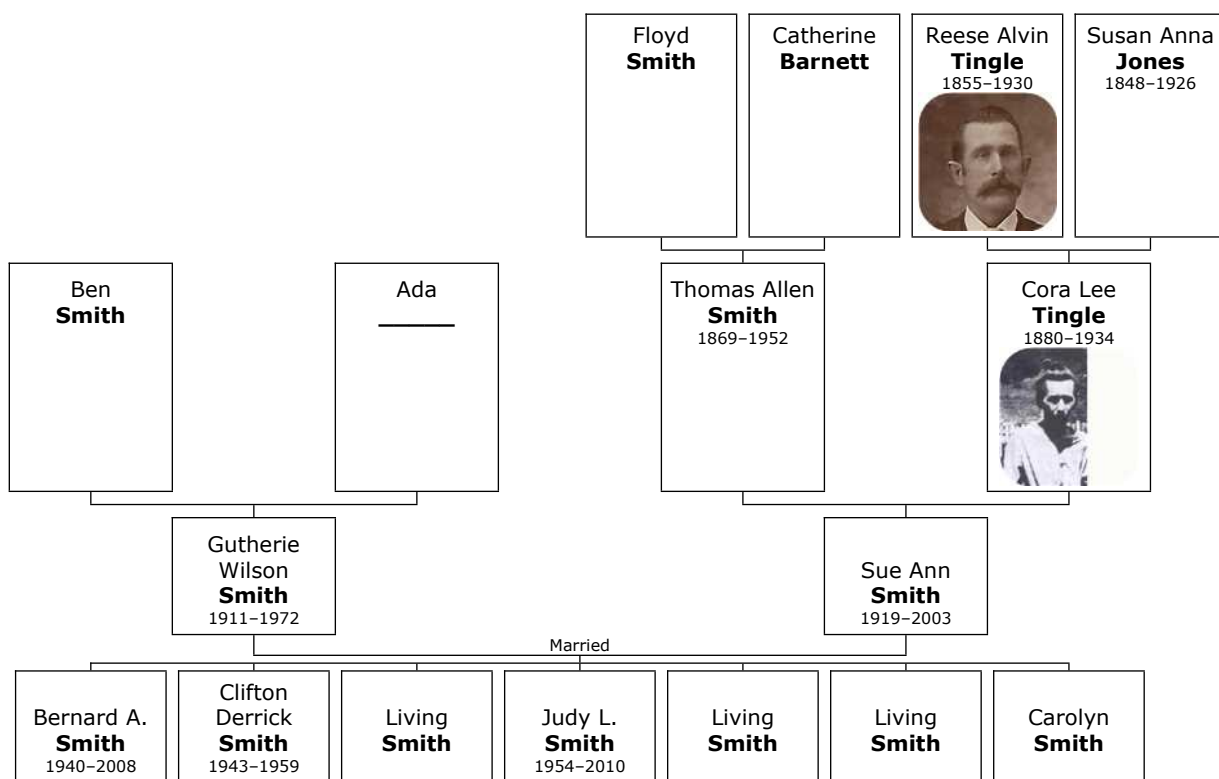 Floyd
Smith
Catherine
Barnett
Reese Alvin
Tingle
1855–1930
Susan Anna
Jones
1848–1926
Ben
Smith
Ada
Thomas Allen
Smith
1869–1952
Cora Lee
Tingle
1880–1934
Gutherie
Wilson
Smith
1911–1972
Sue Ann
Smith
1919–2003
Married
Bernard A.
Smith
1940–2008
Clifton
Derrick
Smith
1943–1959
Living
Smith
Judy L.
Smith
1954–2010
Living
Smith
Living
Smith
Carolyn
Smith